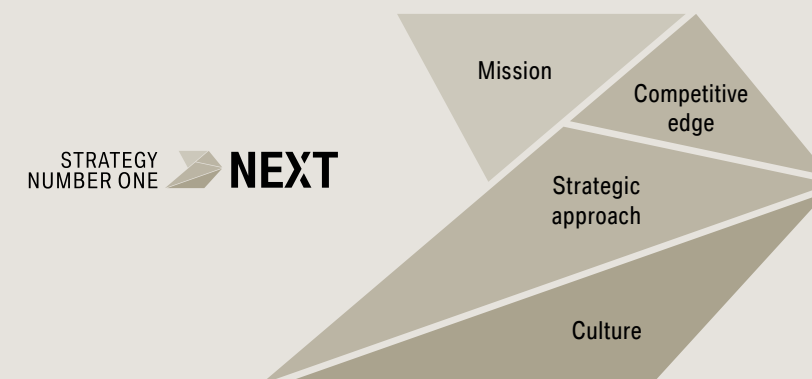 STRATEGY
NUMBER ONE
NEXT
Mission
Competitive
edge
Strategic
approach
Culture